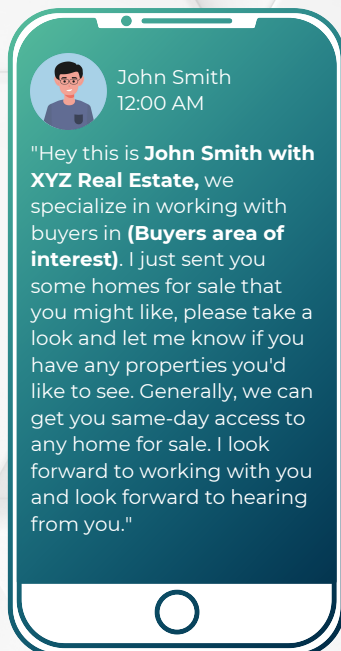 John Smith
12:00 AM
"Hey this is John Smith with
XYZ Real Estate, we
specialize in working with
buyers in (Buyers area of
interest). I just sent you
some homes for sale that
you might like, please take a
look and let me know if you
have any properties you'd
like to see. Generally, we can
get you same-day access to
any home for sale. I look
forward to working with you
and look forward to hearing
from you."